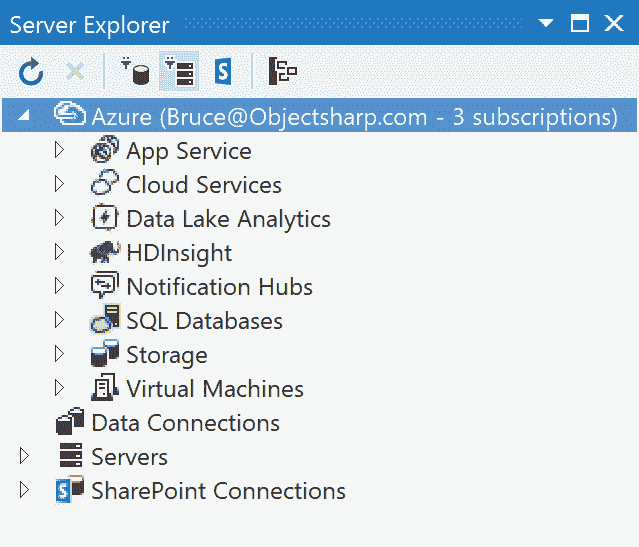 Server Explorer
Azure (Bruce@Objectsharp.com - 3 subscriptions)
App Service
Cloud Services
Data Lake Analytics
HDInsight
Notification Hubs
SQL Databases
Storage
Virtual Machines
Data Connections
Servers
SharePoint Connections